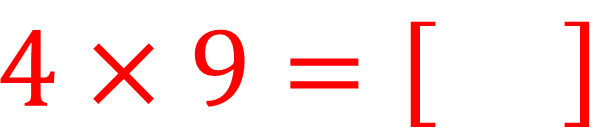 4 × 9 = [ ]